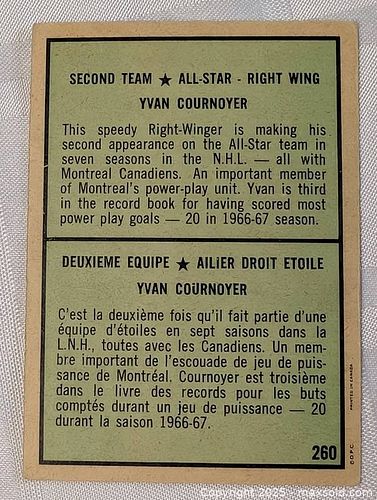 SECOND TEAM ★ ALL-STAR - RIGHT WING
YVAN COURNOYER
This speedy Right-Winger is making his
second appearance on the All-Star team in
seven seasons in the N.H.L. — all with
Montreal Canadiens. An important member
of Montreal's power-play unit. Yvan is third
in the record book for having scored most
power play goals — 20 in 1966-67 season.
DEUXIEME EQUIPE ★ AILIER DROIT ETOILE
YVAN COURNOYER
C'est la deuxième fois qu'il fait partie d'une
équipe d'étoiles en sept saisons dans la
L.N.H., toutes avec les Canadiens. Un mem-
bre important de l'escouade de jeu de puis-
sance de Montréal. Cournoyer est troisième
dans le livre des records pour les buts
comptés durant un jeu de puissance — 20
durant la saison 1966-67.
260
O.P.C. PRINTED IN CANADA
Copyright © 2025 - maxsold.com